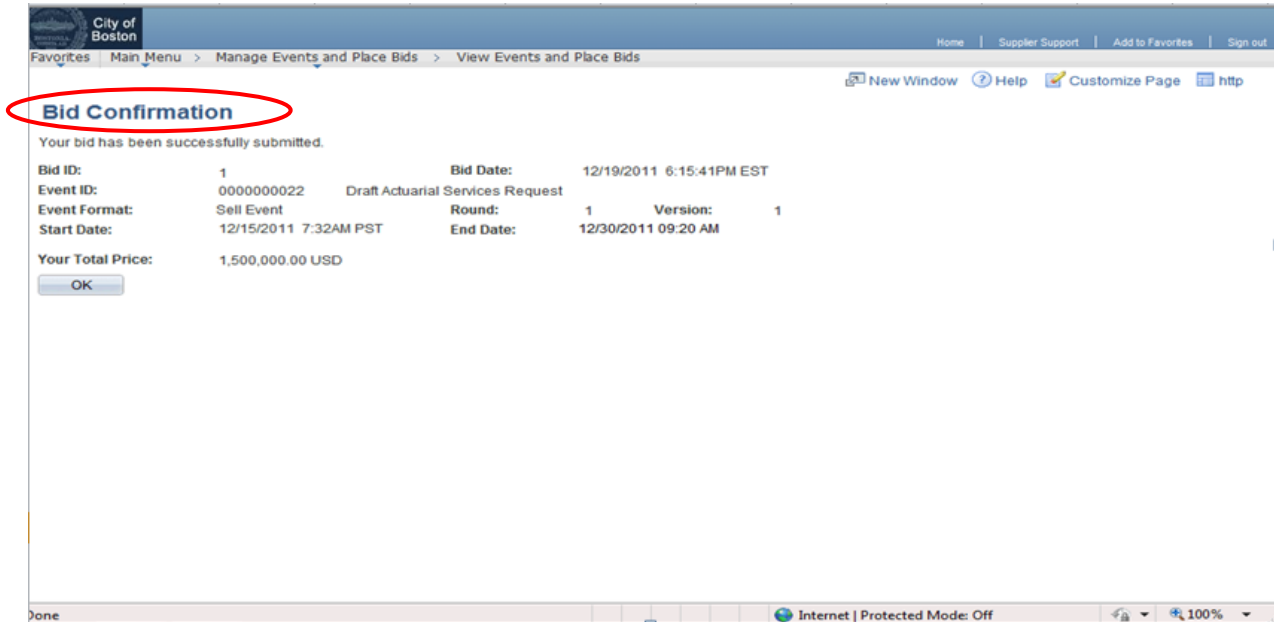 City of
Boston
Home | Supplier Support | Add to Favorites | Sign out
Favorites Main Menu > Manage Events and Place Bids > View Events and Place Bids
New Window Help Customize Page http
Bid Confirmation
Your bid has been successfully submitted.
Bid ID: 1 Bid Date: 12/19/2011 6:15:41PM EST
Event ID: 0000000022 Draft Actuarial Services Request
Event Format: Sell Event Round: 1 Version: 1
Start Date: 12/15/2011 7:32AM PST End Date: 12/30/2011 09:20 AM
Your Total Price: 1,500,000.00 USD
OK
Done Internet | Protected Mode: Off 100%